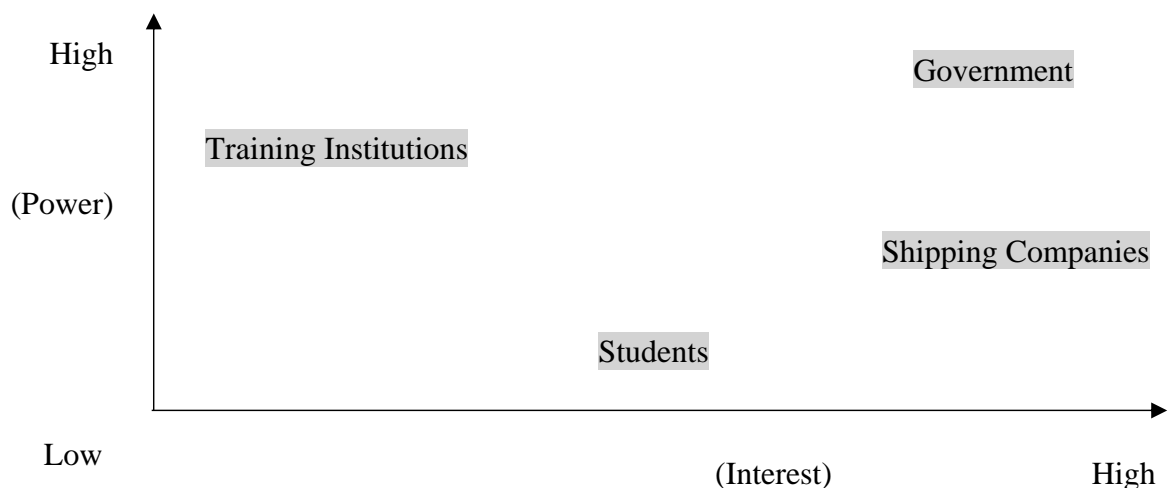 High
Government
Training Institutions
(Power)
Shipping Companies
Students
Low
(Interest)
High